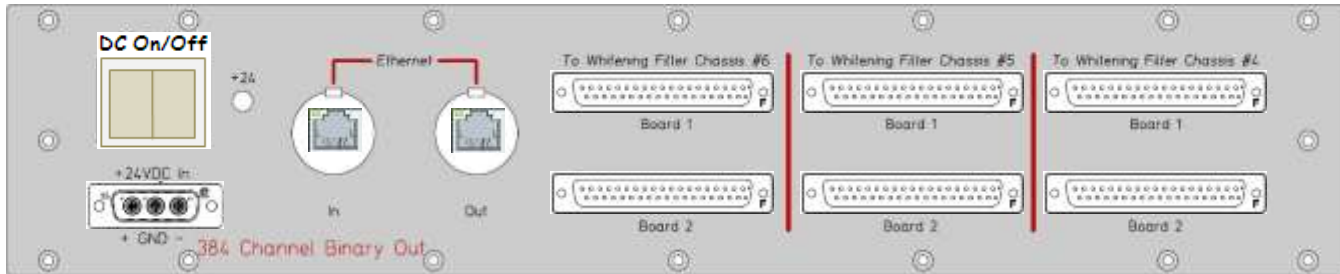 DC On/Off
+24
Ethernet
In
Out
+24VDC In
+ GND -
384 Channel Binary Out
To Whitening Filter Chassis #6
Board 1
F
Board 2
F
To Whitening Filter Chassis #5
Board 1
F
Board 2
F
To Whitening Filter Chassis #4
Board 1
F
Board 2
F